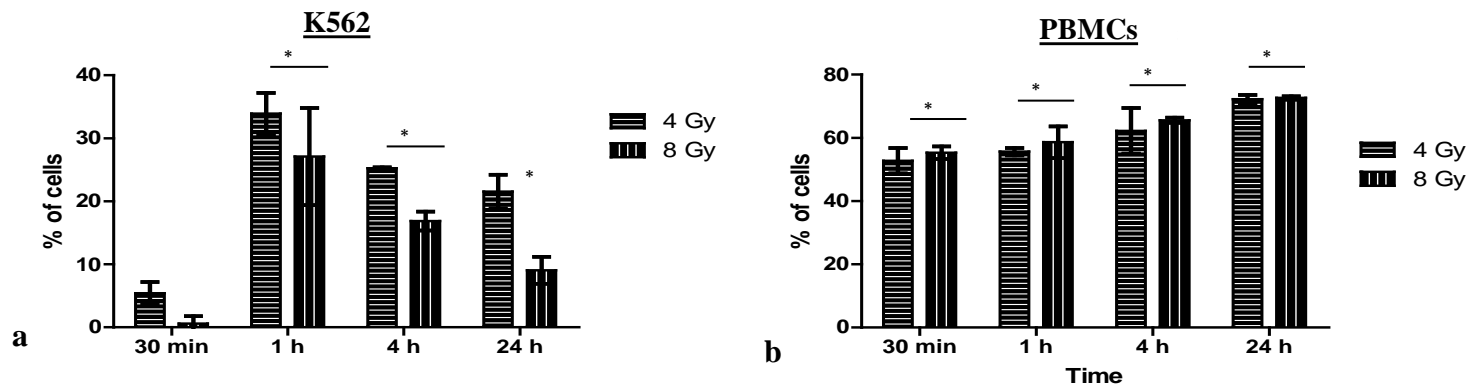 K562
*
40
30
20
10
0
% of cells
*
*
30 min 1 h 4 h 24 h
4 Gy
8 Gy
a
PBMCs
* * * *
80
60
40
20
0
% of cells
30 min 1 h 4 h 24 h
Time
4 Gy
8 Gy
b